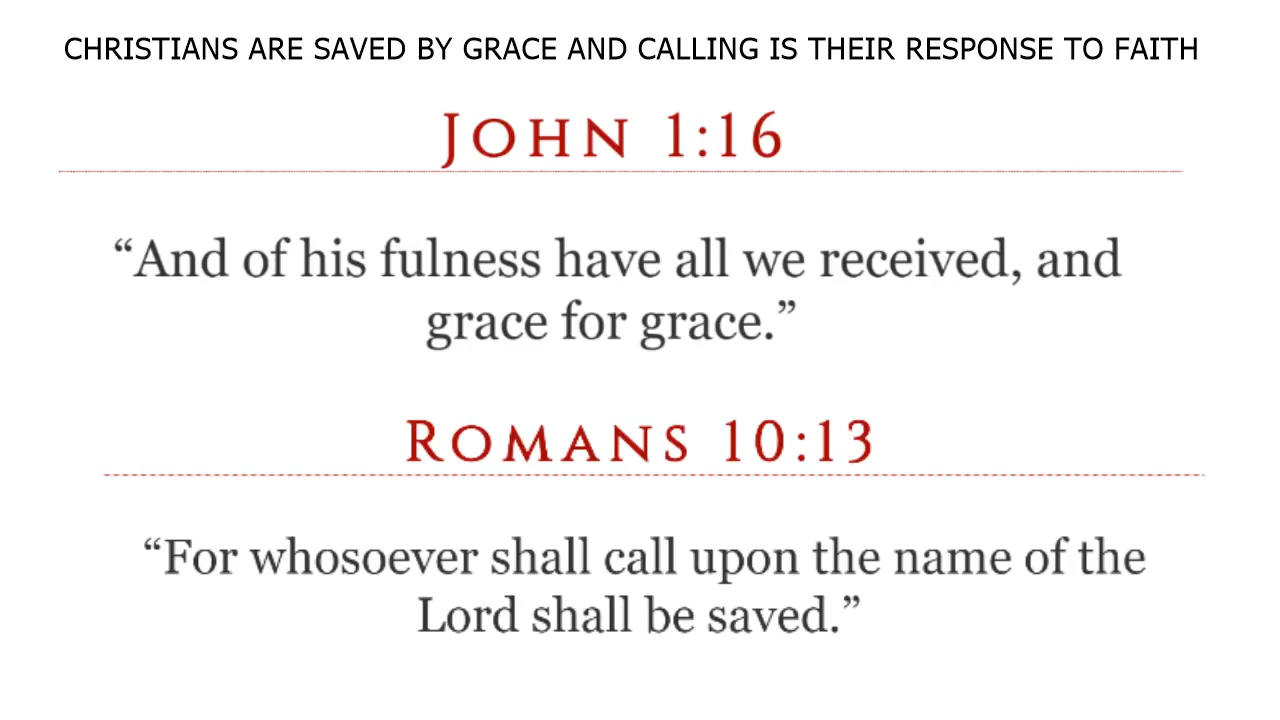 CHRISTIANS ARE SAVED BY GRACE AND CALLING IS THEIR RESPONSE TO FAITH
John 1:16
“And of his fulness have all we received, and
grace for grace.”
Romans 10:13
“For whosoever shall call upon the name of the
Lord shall be saved.”